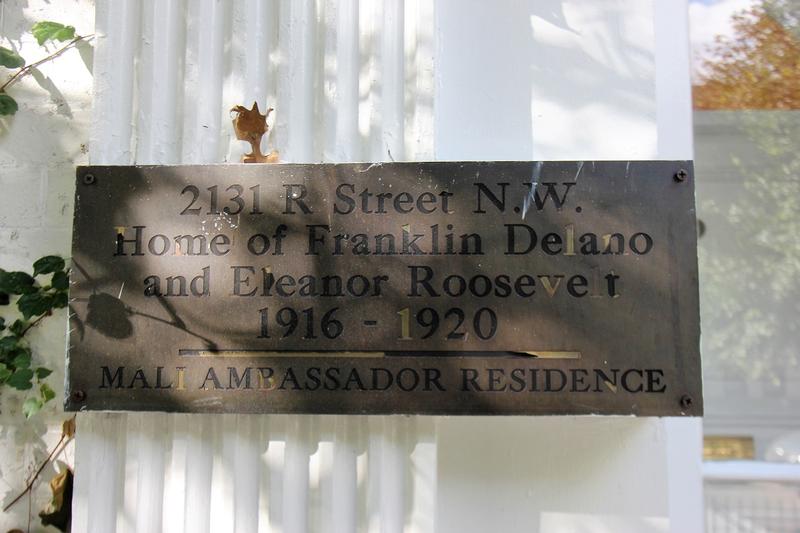 2131 R Street N.W.
Home of Franklin Delano
and Eleanor Roosevelt
1916 - 1920
MALI AMBASSADOR RESIDENCE